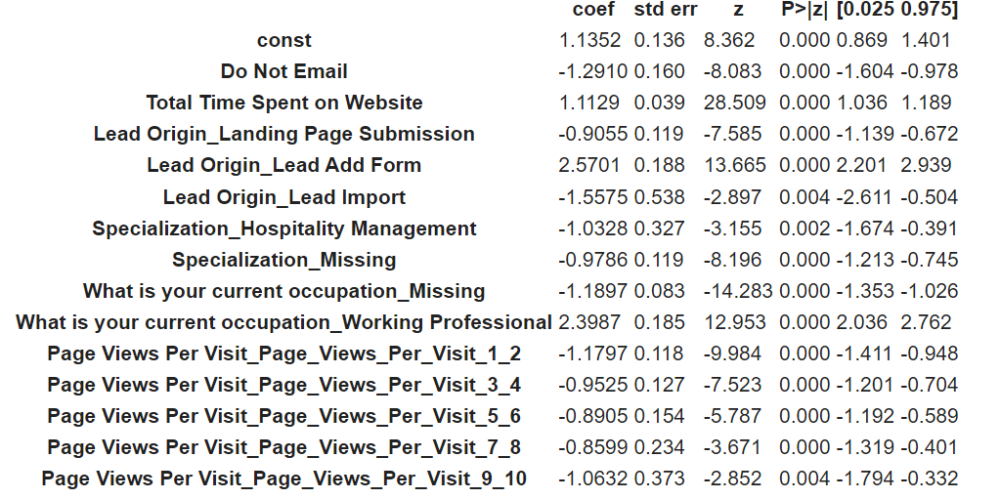 coef std err z P>|z| [0.025 0.975]
const 1.1352 0.136 8.362 0.000 0.869 1.401
Do Not Email -1.2910 0.160 -8.083 0.000 -1.604 -0.978
Total Time Spent on Website 1.1129 0.039 28.509 0.000 1.036 1.189
Lead Origin_Landing Page Submission -0.9055 0.119 -7.585 0.000 -1.139 -0.672
Lead Origin_Lead Add Form 2.5701 0.188 13.665 0.000 2.201 2.939
Lead Origin_Lead Import -1.5575 0.538 -2.897 0.004 -2.611 -0.504
Specialization_Hospitality Management -1.0328 0.327 -3.155 0.002 -1.674 -0.391
Specialization_Missing -0.9786 0.119 -8.196 0.000 -1.213 -0.745
What is your current occupation_Missing -1.1897 0.083 -14.283 0.000 -1.353 -1.026
What is your current occupation_Working Professional 2.3987 0.185 12.953 0.000 2.036 2.762
Page Views Per Visit_Page_Views_Per_Visit_1_2 -1.1797 0.118 -9.984 0.000 -1.411 -0.948
Page Views Per Visit_Page_Views_Per_Visit_3_4 -0.9525 0.127 -7.523 0.000 -1.201 -0.704
Page Views Per Visit_Page_Views_Per_Visit_5_6 -0.8905 0.154 -5.787 0.000 -1.192 -0.589
Page Views Per Visit_Page_Views_Per_Visit_7_8 -0.8599 0.234 -3.671 0.000 -1.319 -0.401
Page Views Per Visit_Page_Views_Per_Visit_9_10 -1.0632 0.373 -2.852 0.004 -1.794 -0.332